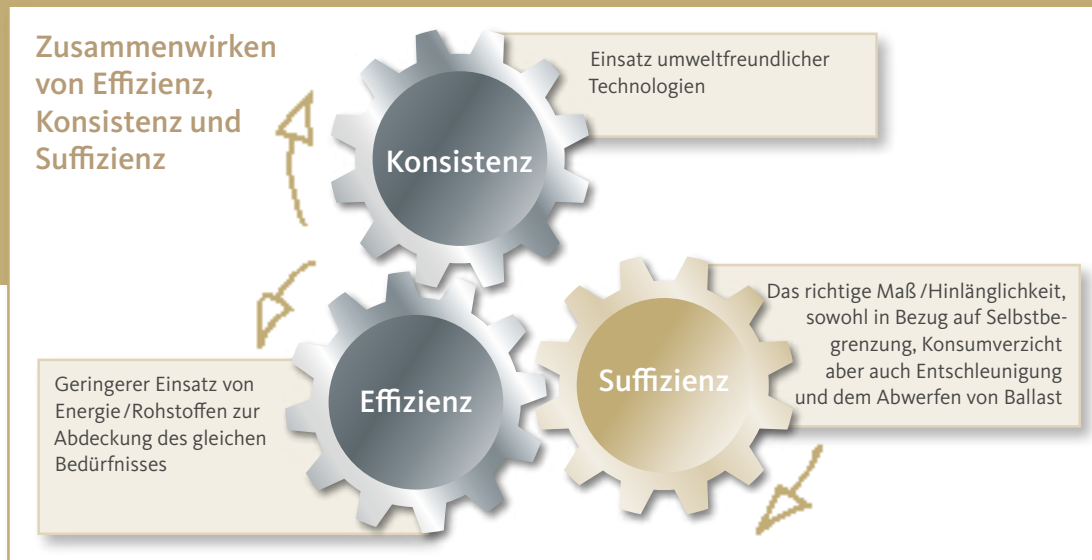 Zusammenwirken
von Effizienz,
Konsistenz und
Suffizienz
Einsatz umweltfreundlicher
Technologien
Konsistenz
Das richtige Maß/Hinlänglichkeit,
sowohl in Bezug auf Selbstbe-
grenzung, Konsumverzicht
aber auch Entschleunigung
und dem Abwerfen von Ballast
Suffizienz
Effizienz
Geringerer Einsatz von
Energie/Rohstoffen zur
Abdeckung des gleichen
Bedürfnisses